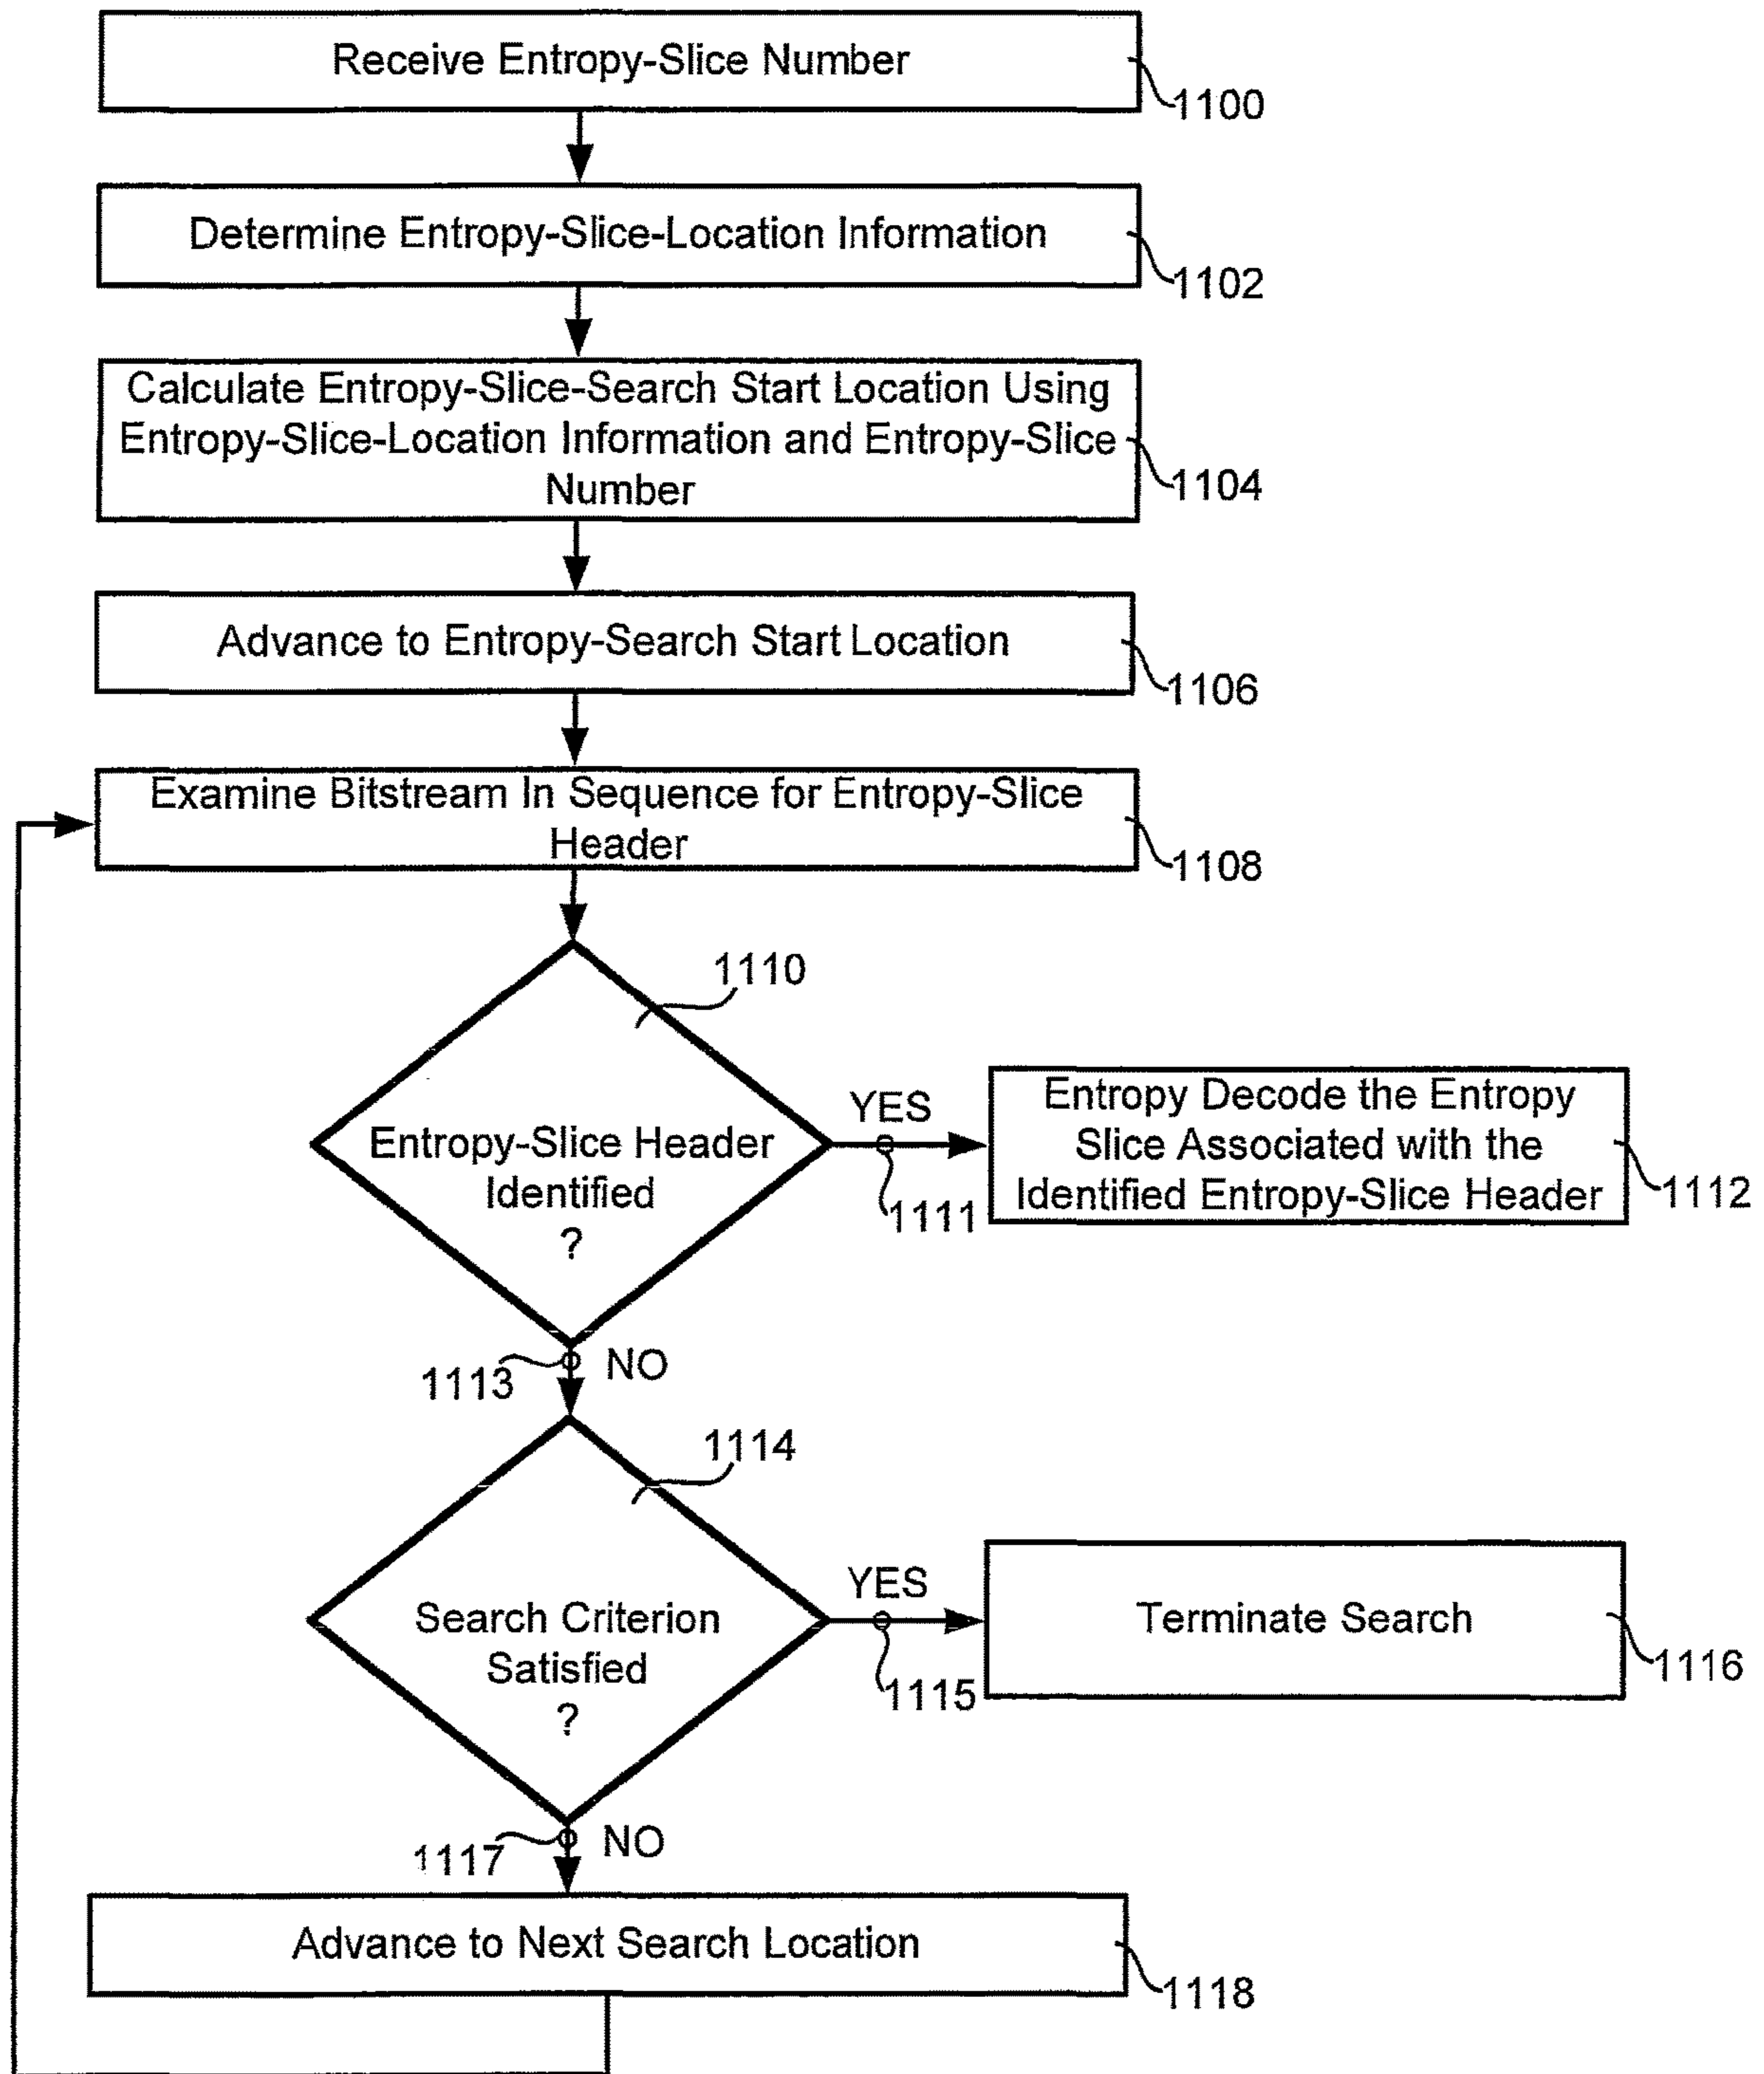 Receive Entropy-Slice Number
1100
Determine Entropy-Slice-Location Information
1102
Calculate Entropy-Slice-Search Start Location Using
Entropy-Slice-Location Information and Entropy-Slice
Number
1104
Advance to Entropy-Search Start Location
1106
Examine Bitstream In Sequence for Entropy-Slice
Header
1108
1110
Entropy-Slice Header
Identified
?
YES
1111
Entropy Decode the Entropy
Slice Associated with the
Identified Entropy-Slice Header
1112
1113
NO
1114
Search Criterion
Satisfied
?
YES
1115
Terminate Search
1116
1117
NO
Advance to Next Search Location
1118